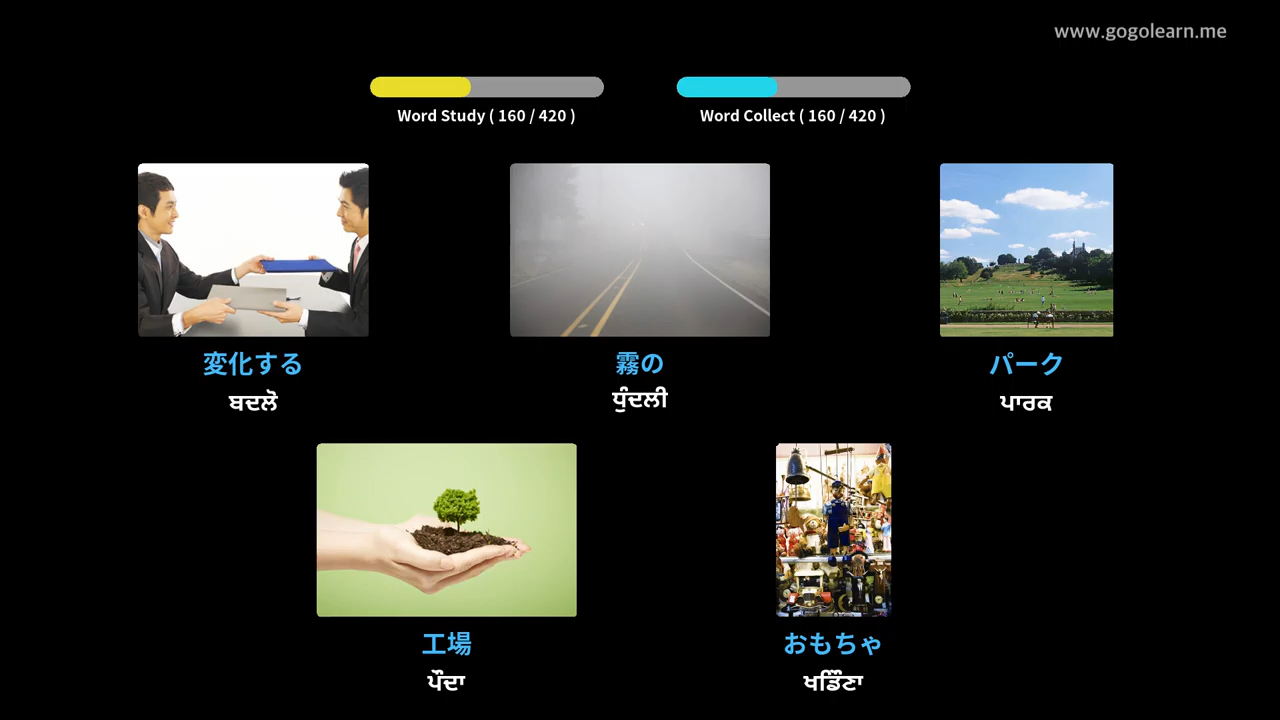 www.gogolearn.me
Word Study ( 160 / 420 )
Word Collect ( 160 / 420 )
変化する
ਬਦਲੋ
霧の
ਧੁੰਦਲੀ
パーク
ਪਾਰਕ
工場
ਪੌਦਾ
おもちゃ
ਖਡਿੌਣਾ